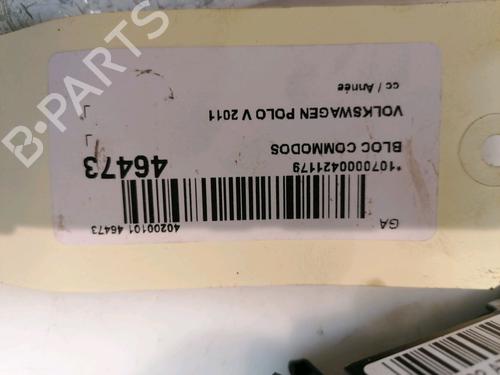 GA
40200101 46473
*1070000421179
46473
BLOC COMMODOS
VOLKSWAGEN POLO V 2011
cc / Année
B-PARTS